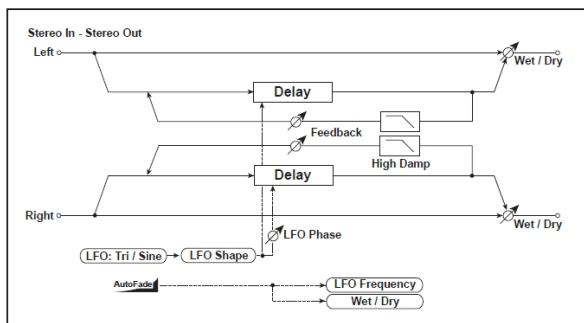 Stereo In - Stereo Out
Left
Wet / Dry
Delay
Feedback
High Damp
Delay
Right
Wet / Dry
LFO Phase
LFO: Tri / Sine
LFO Shape
AutoFade
LFO Frequency
Wet / Dry